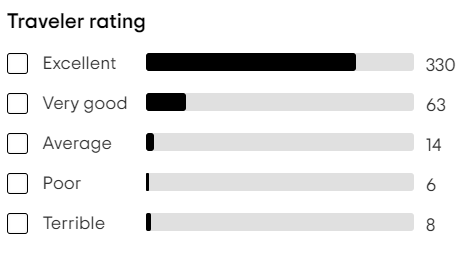 Traveler rating
Excellent 330
Very good 63
Average 14
Poor 6
Terrible 8